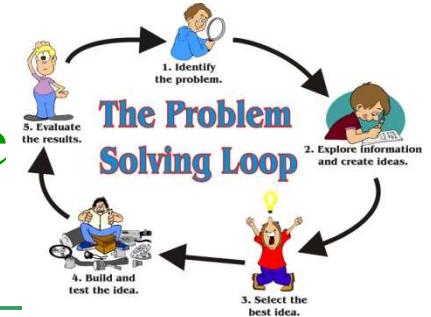 1. Identify
the problem.
The Problem
Solving Loop
2. Explore information
and create ideas.
3. Select the
best idea.
4. Build and
test the idea.
5. Evaluate
the results.
e